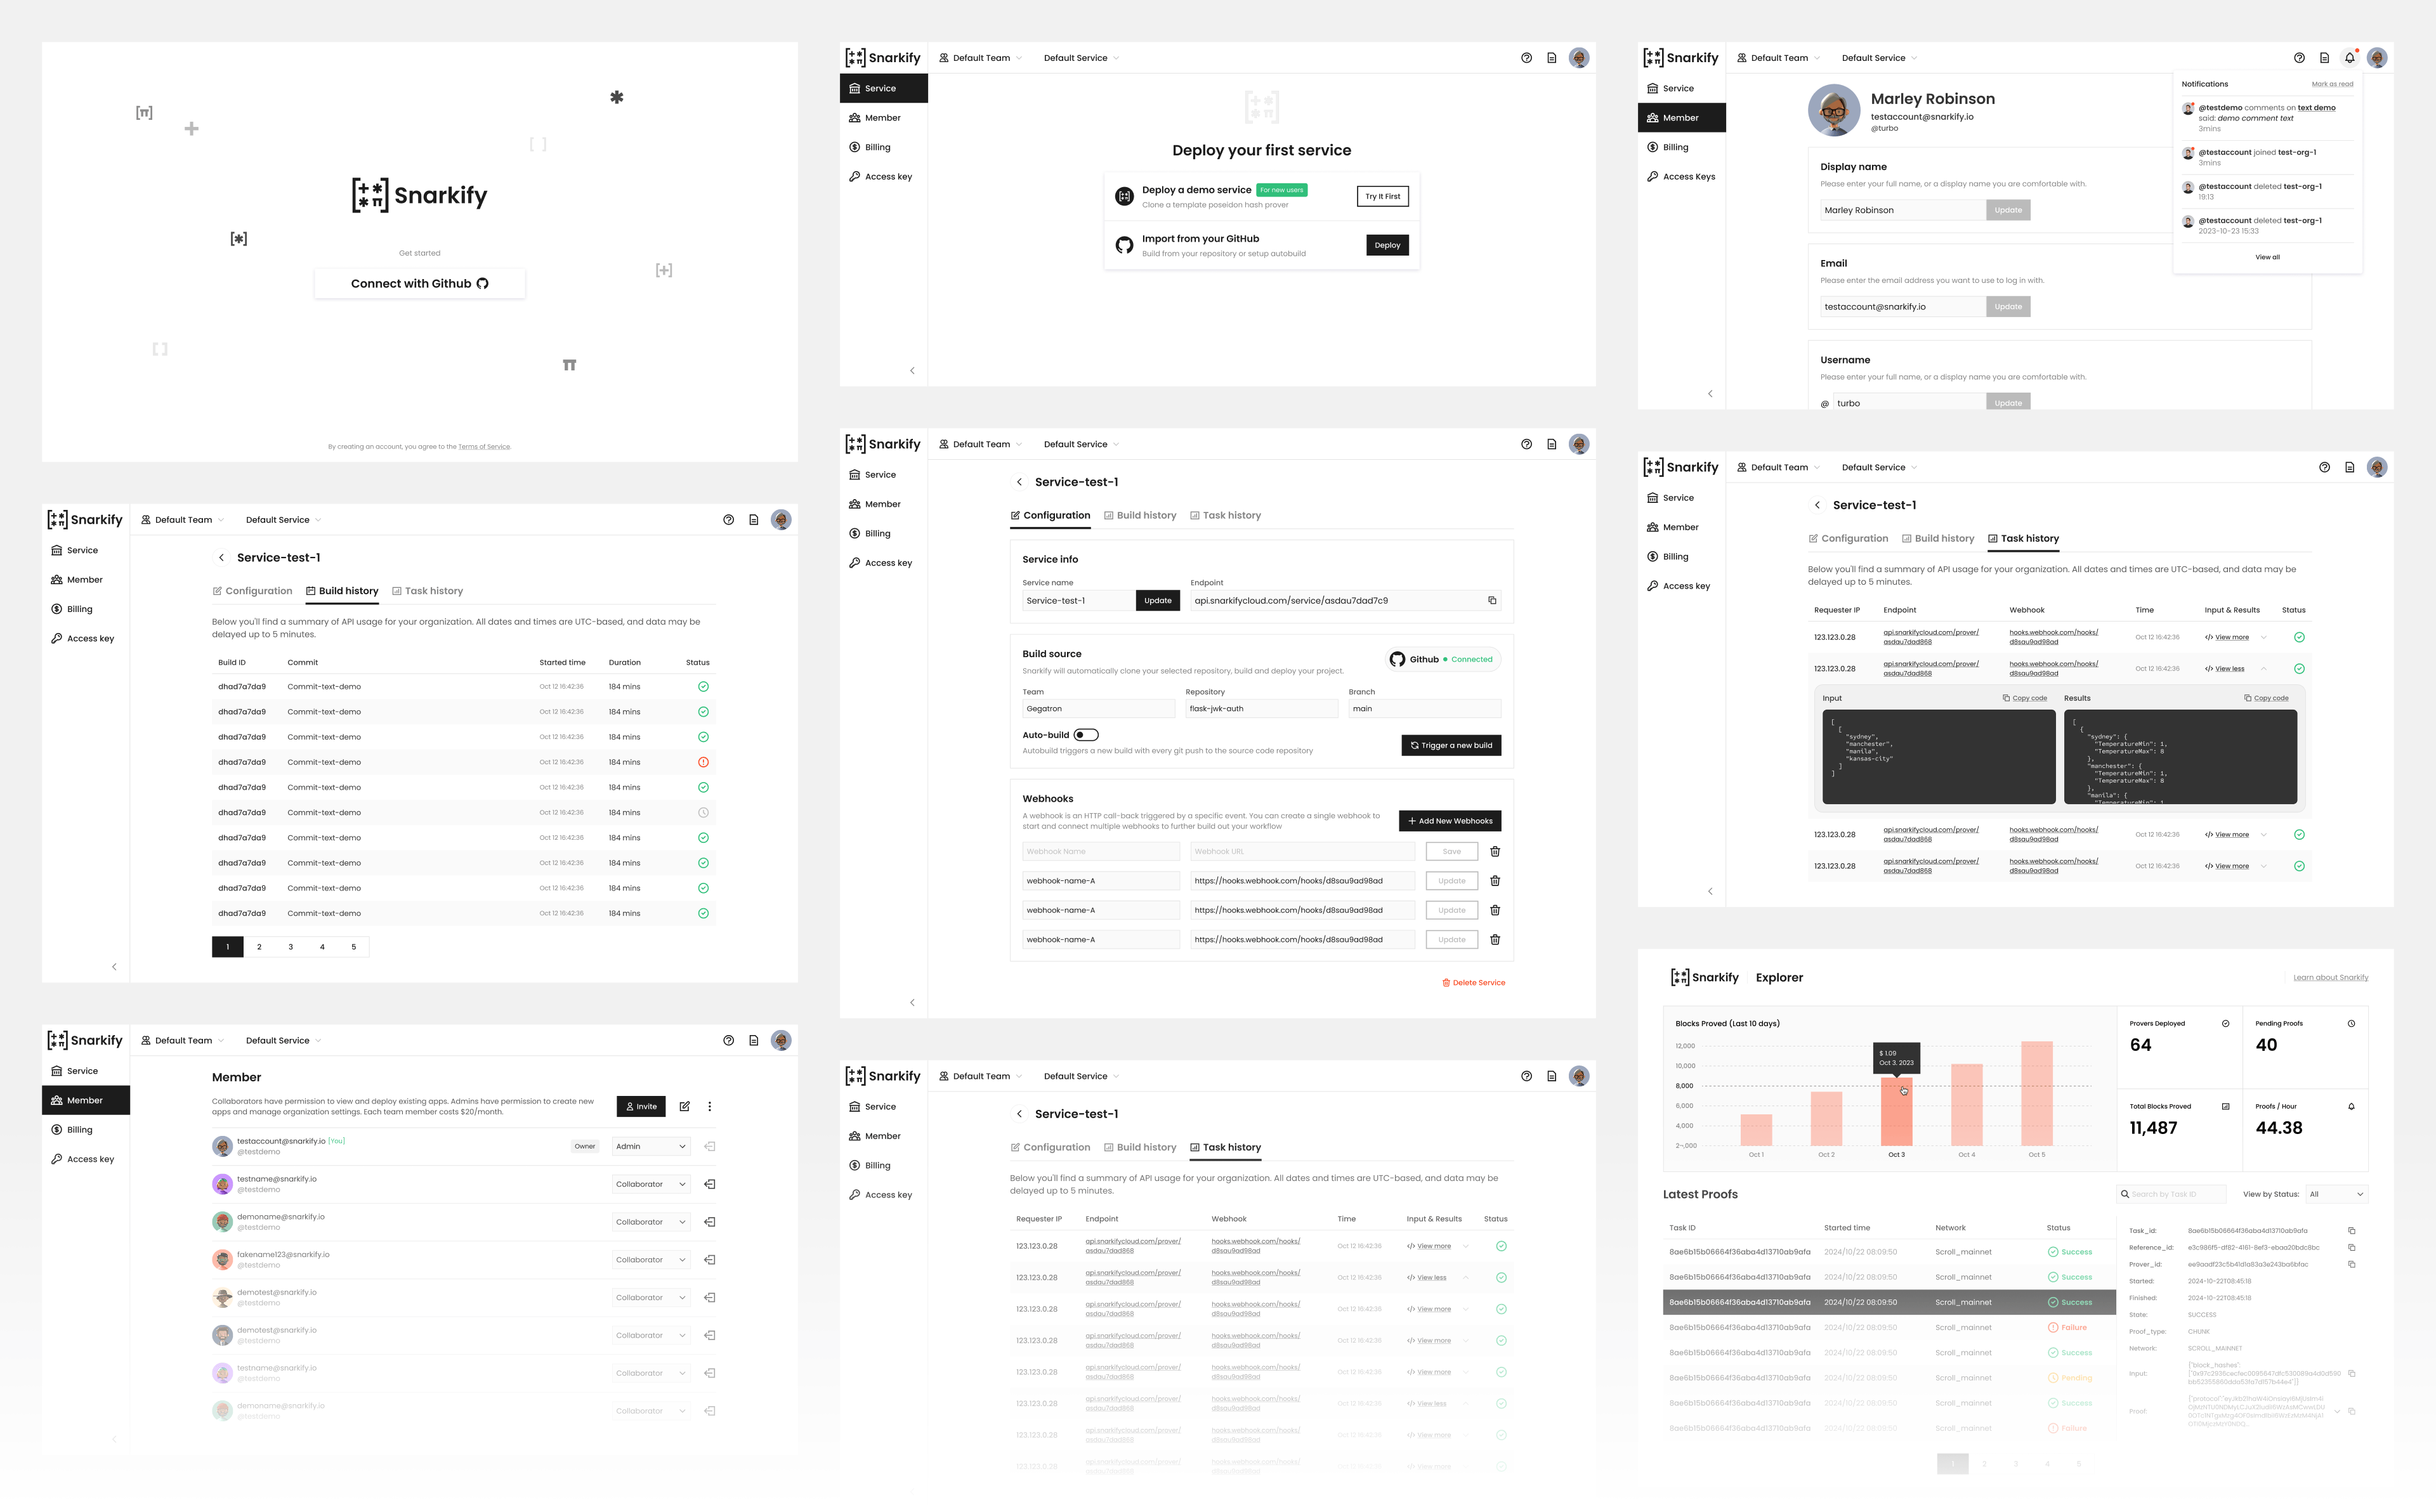 Snarkify
Get started
Connect with Github
By creating an account, you agree to the Terms of Service.
Snarkify
Default Team
Default Service
Service
Member
Billing
Access key
Deploy your first service
Deploy a demo service
For new users
Clone a template poseidon hash prover
Try It First
Import from your GitHub
Build from your repository or setup autobuild
Deploy
Snarkify
Default Team
Default Service
Service
Member
Billing
Access Keys
Marley Robinson
testaccount@snarkify.io
@turbo
Display name
Please enter your full name, or a display name you are comfortable with.
Marley Robinson
Update
Email
Please enter the email address you want to use to log in with.
testaccount@snarkify.io
Update
Username
Please enter your full name, or a display name you are comfortable with.
@ turbo
Update
Notifications
Mark as read
@testdemo comments on text demo
said: demo comment text
3mins
@testaccount joined test-org-1
3mins
@testaccount deleted test-org-1
19:13
@testaccount deleted test-org-1
2023-10-23 15:33
View all
Snarkify
Default Team
Default Service
Service
Member
Billing
Access key
Service-test-1
Configuration
Build history
Task history
Below you'll find a summary of API usage for your organization. All dates and times are UTC-based, and data may be
delayed up to 5 minutes.
Build ID Commit Started time Duration Status
dhad7a7da9 Commit-text-demo Oct 12 16:42:36 184 mins
dhad7a7da9 Commit-text-demo Oct 12 16:42:36 184 mins
dhad7a7da9 Commit-text-demo Oct 12 16:42:36 184 mins
dhad7a7da9 Commit-text-demo Oct 12 16:42:36 184 mins
dhad7a7da9 Commit-text-demo Oct 12 16:42:36 184 mins
dhad7a7da9 Commit-text-demo Oct 12 16:42:36 184 mins
dhad7a7da9 Commit-text-demo Oct 12 16:42:36 184 mins
dhad7a7da9 Commit-text-demo Oct 12 16:42:36 184 mins
dhad7a7da9 Commit-text-demo Oct 12 16:42:36 184 mins
dhad7a7da9 Commit-text-demo Oct 12 16:42:36 184 mins
1 2 3 4 5
Snarkify
Default Team
Default Service
Service
Member
Billing
Access key
Service-test-1
Configuration
Build history
Task history
Service info
Service name
Endpoint
Service-test-1
Update
api.snarkifycloud.com/service/asdau7dad7c9
Build source
Github
Connected
Snarkify will automatically clone your selected repository, build and deploy your project.
Team Repository Branch
Gegatron flask-jwk-auth main
Auto-build
Autobuild triggers a new build with every git push to the source code repository
Trigger a new build
Webhooks
A webhook is an HTTP call-back triggered by a specific event. You can create a single webhook to
start and connect multiple webhooks to further build out your workflow
Add New Webhooks
Webhook Name Webhook URL Save
webhook-name-A https://hooks.webhook.com/hooks/d8sau9ad98ad Update
webhook-name-A https://hooks.webhook.com/hooks/d8sau9ad98ad Update
webhook-name-A https://hooks.webhook.com/hooks/d8sau9ad98ad Update
Delete Service
Snarkify
Default Team
Default Service
Service
Member
Billing
Access key
Service-test-1
Configuration
Build history
Task history
Below you'll find a summary of API usage for your organization. All dates and times are UTC-based, and data may be
delayed up to 5 minutes.
Requester IP Endpoint Webhook Time Input & Results Status
123.123.0.28 api.snarkifycloud.com/prover/ hooks.webhook.com/hooks/ Oct 12 16:42:36 </> View more
asdau7dad868 d8sau9ad98ad
123.123.0.28 api.snarkifycloud.com/prover/ hooks.webhook.com/hooks/ Oct 12 16:42:36 </> View less
asdau7dad868 d8sau9ad98ad
Input
Copy code
[
[
"sydney",
"manchester",
"manila",
"kansas-city"
]
]
Results
Copy code
[
{
"sydney": {
"TemperatureMin": 1,
"TemperatureMax": 8
},
"manchester": {
"TemperatureMin": 1,
"TemperatureMax": 8
},
"manila": {
"TemperatureMin": 1
123.123.0.28 api.snarkifycloud.com/prover/ hooks.webhook.com/hooks/ Oct 12 16:42:36 </> View more
asdau7dad868 d8sau9ad98ad
123.123.0.28 api.snarkifycloud.com/prover/ hooks.webhook.com/hooks/ Oct 12 16:42:36 </> View more
asdau7dad868 d8sau9ad98ad
Snarkify
Default Team
Default Service
Service
Member
Billing
Access key
Member
Collaborators have permission to view and deploy existing apps. Admins have permission to create new
apps and manage organization settings. Each team member costs $20/month.
Invite
testaccount@snarkify.io [You]
@testdemo
Owner
Admin
testname@snarkify.io
@testdemo
Collaborator
demoname@snarkify.io
@testdemo
Collaborator
fakename123@snarkify.io
@testdemo
Collaborator
demotest@snarkify.io
@testdemo
Collaborator
demotest@snarkify.io
@testdemo
Collaborator
testname@snarkify.io
@testdemo
Collaborator
demoname@snarkify.io
@testdemo
Collaborator
Snarkify
Default Team
Default Service
Service
Member
Billing
Access key
Service-test-1
Configuration
Build history
Task history
Below you'll find a summary of API usage for your organization. All dates and times are UTC-based, and data may be
delayed up to 5 minutes.
Requester IP Endpoint Webhook Time Input & Results Status
123.123.0.28 api.snarkifycloud.com/prover/ hooks.webhook.com/hooks/ Oct 12 16:42:36 </> View more
asdau7dad868 d8sau9ad98ad
123.123.0.28 api.snarkifycloud.com/prover/ hooks.webhook.com/hooks/ Oct 12 16:42:36 </> View less
asdau7dad868 d8sau9ad98ad
123.123.0.28 api.snarkifycloud.com/prover/ hooks.webhook.com/hooks/ Oct 12 16:42:36 </> View more
asdau7dad868 d8sau9ad98ad
123.123.0.28 api.snarkifycloud.com/prover/ hooks.webhook.com/hooks/ Oct 12 16:42:36 </> View more
asdau7dad868 d8sau9ad98ad
123.123.0.28 api.snarkifycloud.com/prover/ hooks.webhook.com/hooks/ Oct 12 16:42:36 </> View more
asdau7dad868 d8sau9ad98ad
123.123.0.28 api.snarkifycloud.com/prover/ hooks.webhook.com/hooks/ Oct 12 16:42:36 </> View less
asdau7dad868 d8sau9ad98ad
123.123.0.28 api.snarkifycloud.com/prover/ hooks.webhook.com/hooks/ Oct 12 16:42:36 </> View more
asdau7dad868 d8sau9ad98ad
123.123.0.28 api.snarkifycloud.com/prover/ hooks.webhook.com/hooks/ Oct 12 16:42:36 </> View more
Snarkify
Explorer
Learn about Snarkify
Blocks Proved (Last 10 days)
12,000
10,000
8,000
6,000
4,000
2~,000
$ 1.09
Oct 3, 2023
Oct 1 Oct 2 Oct 3 Oct 4 Oct 5
Provers Deployed
64
Pending Proofs
40
Total Blocks Proved
11,487
Proofs / Hour
44.38
Latest Proofs
Search by Task ID
View by Status:
All
Task ID Started time Network Status
8ae6b15b06664f36aba4d13710ab9afa 2024/10/22 08:09:50 Scroll_mainnet Success
8ae6b15b06664f36aba4d13710ab9afa 2024/10/22 08:09:50 Scroll_mainnet Success
8ae6b15b06664f36aba4d13710ab9afa 2024/10/22 08:09:50 Scroll_mainnet Success
8ae6b15b06664f36aba4d13710ab9afa 2024/10/22 08:09:50 Scroll_mainnet Failure
8ae6b15b06664f36aba4d13710ab9afa 2024/10/22 08:09:50 Scroll_mainnet Success
8ae6b15b06664f36aba4d13710ab9afa 2024/10/22 08:09:50 Scroll_mainnet Pending
8ae6b15b06664f36aba4d13710ab9afa 2024/10/22 08:09:50 Scroll_mainnet Success
8ae6b15b06664f36aba4d13710ab9afa 2024/10/22 08:09:50 Scroll_mainnet Failure
Task_id: 8ae6b15b06664f36aba4d13710ab9afa
Reference_id: e3c986f5-df82-4161-8ef3-ebaa20bdc8bc
Prover_id: ee9aadf23c5b41d1a83a3e243ba6bfac
Started: 2024-10-22T08:45:18
Finished: 2024-10-22T08:45:18
State: SUCCESS
Proof_type: CHUNK
Network: SCROLL_MAINNET
Input: {"block_hashes":
Proof:
1 2 3 4 5